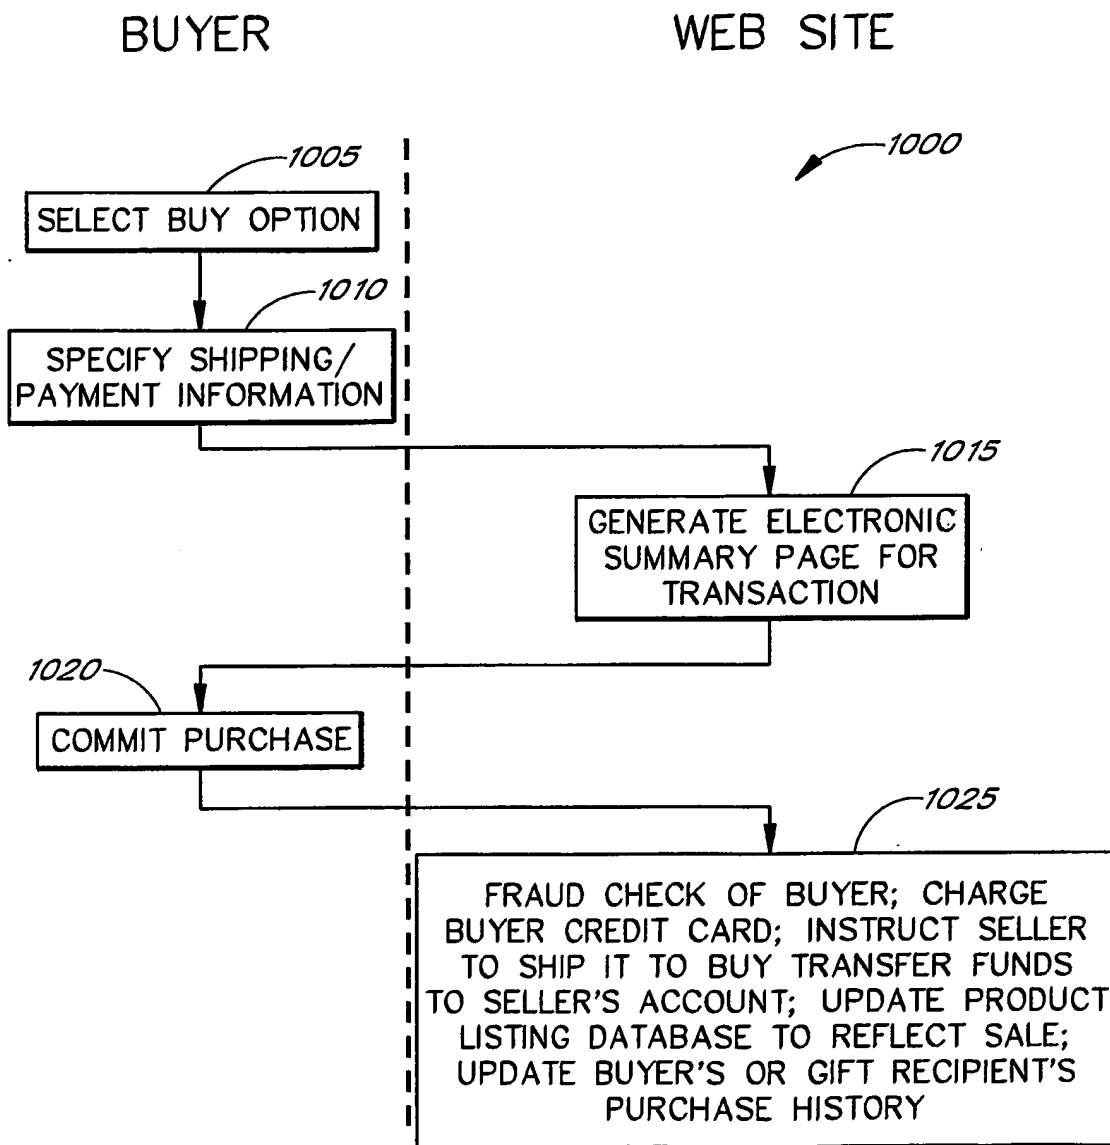 BUYER
WEB SITE
1000
1005
SELECT BUY OPTION
1010
SPECIFY SHIPPING/
PAYMENT INFORMATION
1015
GENERATE ELECTRONIC
SUMMARY PAGE FOR
TRANSACTION
1020
COMMIT PURCHASE
1025
FRAUD CHECK OF BUYER; CHARGE
BUYER CREDIT CARD; INSTRUCT SELLER
TO SHIP IT TO BUY TRANSFER FUNDS
TO SELLER'S ACCOUNT; UPDATE PRODUCT
LISTING DATABASE TO REFLECT SALE;
UPDATE BUYER'S OR GIFT RECIPIENT'S
PURCHASE HISTORY